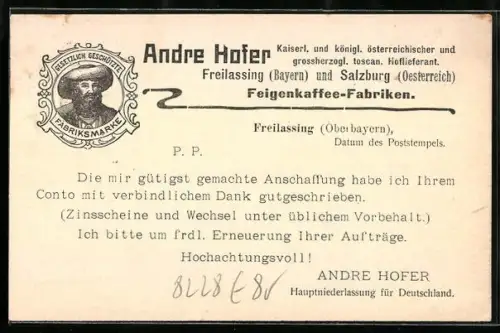 GESETZLICH GESCHÜTZTE
FABRIKSMARKE
Andre Hofer
Kaiserl. und königl. österreichischer und
grossherzogl. toscan. Hoflieferant.
Freilassing (Bayern) und Salzburg (Oesterreich)
Feigenkaffee-Fabriken.
Freilassing (Oberbayern),
Datum des Poststempels.
P. P.
Die mir gütigst gemachte Anschaffung habe ich Ihrem
Conto mit verbindlichem Dank gutgeschrieben.
(Zinsscheine und Wechsel unter üblichem Vorbehalt.)
Ich bitte um frdl. Erneuerung Ihrer Aufträge.
Hochachtungsvoll!
ANDRE HOFER
Hauptniederlassung für Deutschland.
8228